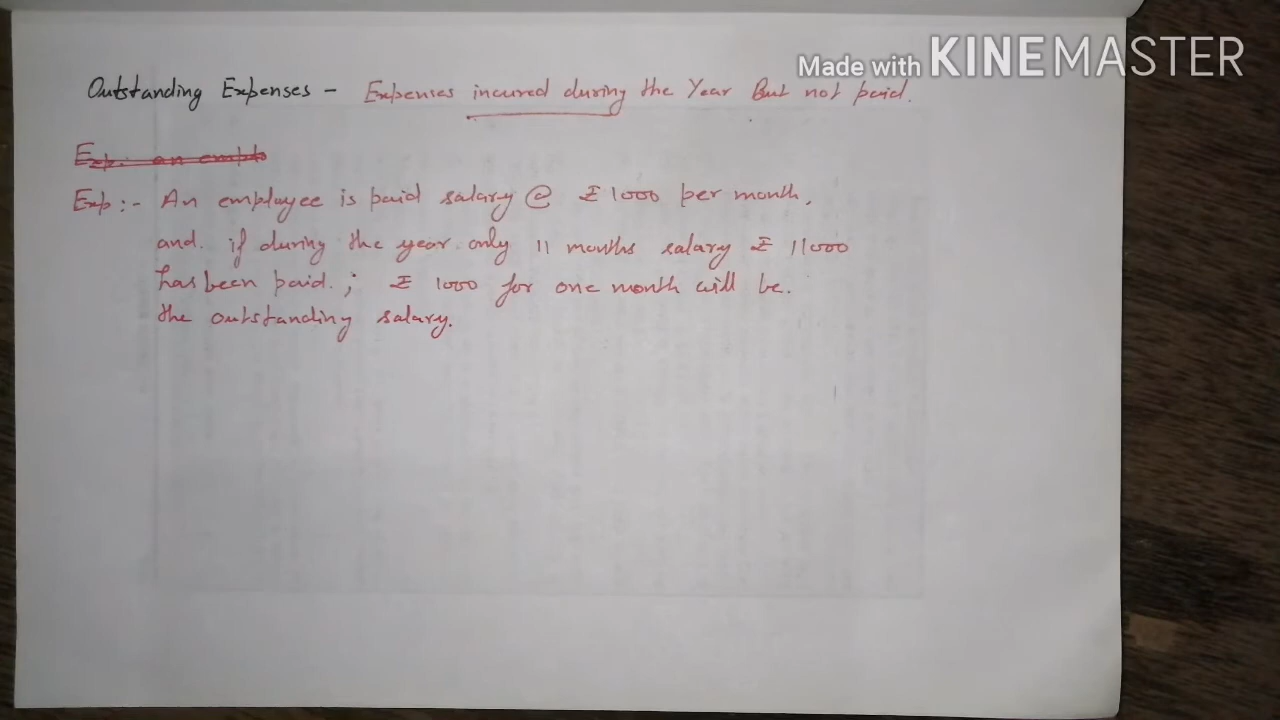 Made with KINEMASTER
Outstanding Expenses - Expenses incured during the Year But not paid.
Exp:- An employee is paid salary @ ₹ 1000 per month,
and. if during the year only 11 months salary ₹ 11000
has been paid. ; ₹ 1000 for one month will be.
the outstanding salary.